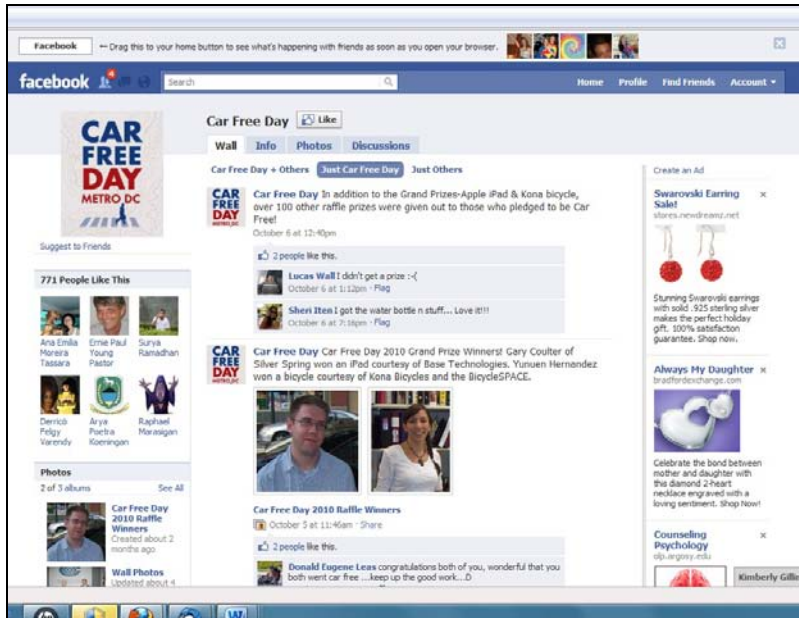 Facebook
←Drag this to your home button to see what's happening with friends as soon as you open your browser.
facebook
4
Search
Home Profile Find Friends Account
CAR
FREE
DAY
METRO DC
Suggest to Friends
771 People Like This
Ana Emilia
Moreira
Tassara
Ernie Paul
Young
Pastor
Surya
Ramadhan
Derrico
Felgy
Varendy
Arya
Poetra
Koeningan
Raphael
Marasigan
Photos
2 of 3 albums See All
Car Free Day
2010 Raffle
Winners
Created about 2
months ago
Wall Photos
Updated about 4
Car Free Day Like
Wall Info Photos Discussions
Car Free Day + Others Just Car Free Day Just Others
CAR
FREE
DAY
METRO DC
Car Free Day In addition to the Grand Prizes-Apple iPad & Kona bicycle,
over 100 other raffle prizes were given out to those who pledged to be Car
Free!
October 6 at 12:40pm
2 people like this.
Lucas Wall I didn't get a prize :-(
October 6 at 1:12pm · Flag
Sheri Iten I got the water bottle n stuff... Love it!!!
October 6 at 7:16pm · Flag
CAR
FREE
DAY
METRO DC
Car Free Day Car Free Day 2010 Grand Prize Winners! Gary Coulter of
Silver Spring won an iPad courtesy of Base Technologies. Yunuen Hernandez
won a bicycle courtesy of Kona Bicycles and the BicycleSPACE.
Car Free Day 2010 Raffle Winners
October 5 at 11:46am · Share
2 people like this.
Donald Eugene Leas congratulations both of you, wonderful that you
both went car free ...keep up the good work...D
Create an Ad
Swarovski Earring
Sale!
stores.newdreamz.net
Stunning Swarovski earrings
with solid .925 sterling silver
makes the perfect holiday
gift. 100% satisfaction
guarantee. Shop now.
Always My Daughter
bradfordexchange.com
Celebrate the bond between
mother and daughter with
this diamond 2-heart
necklace engraved with a
loving sentiment. Shop Now!
Counseling
Psychology
olp.argosy.edu
Kimberly Gillin